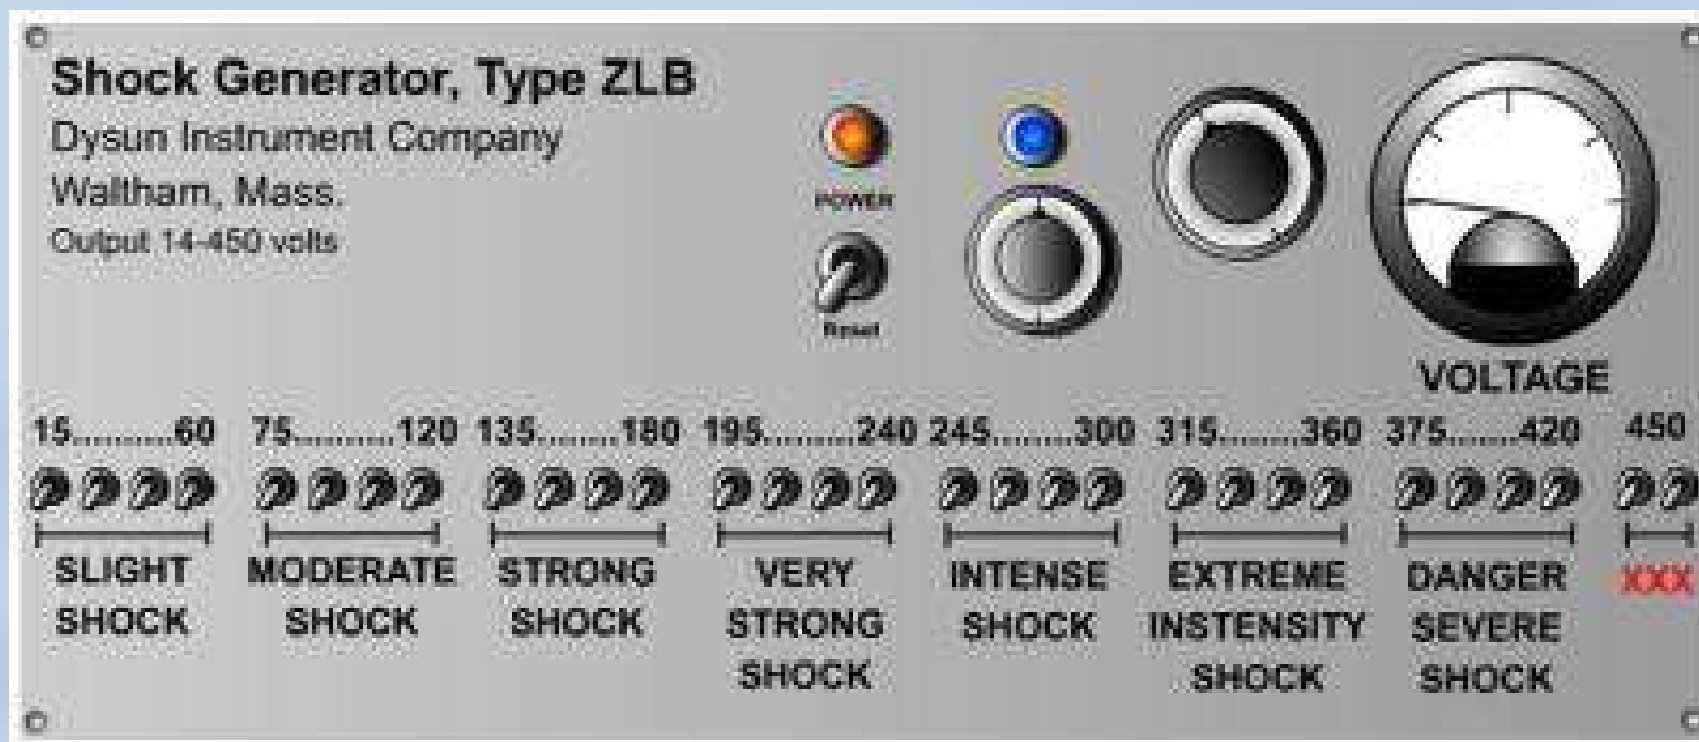 Shock Generator, Type ZLB
Dysun Instrument Company
Waltham, Mass.
Output 14-450 volts
POWER
Reset
VOLTAGE
15..........60 75..........120 135........180 195.........240 245........300 315........360 375.......420 450
SLIGHT MODERATE STRONG VERY INTENSE EXTREME DANGER XXX
SHOCK SHOCK SHOCK STRONG SHOCK INSTENSITY SEVERE
SHOCK SHOCK SHOCK